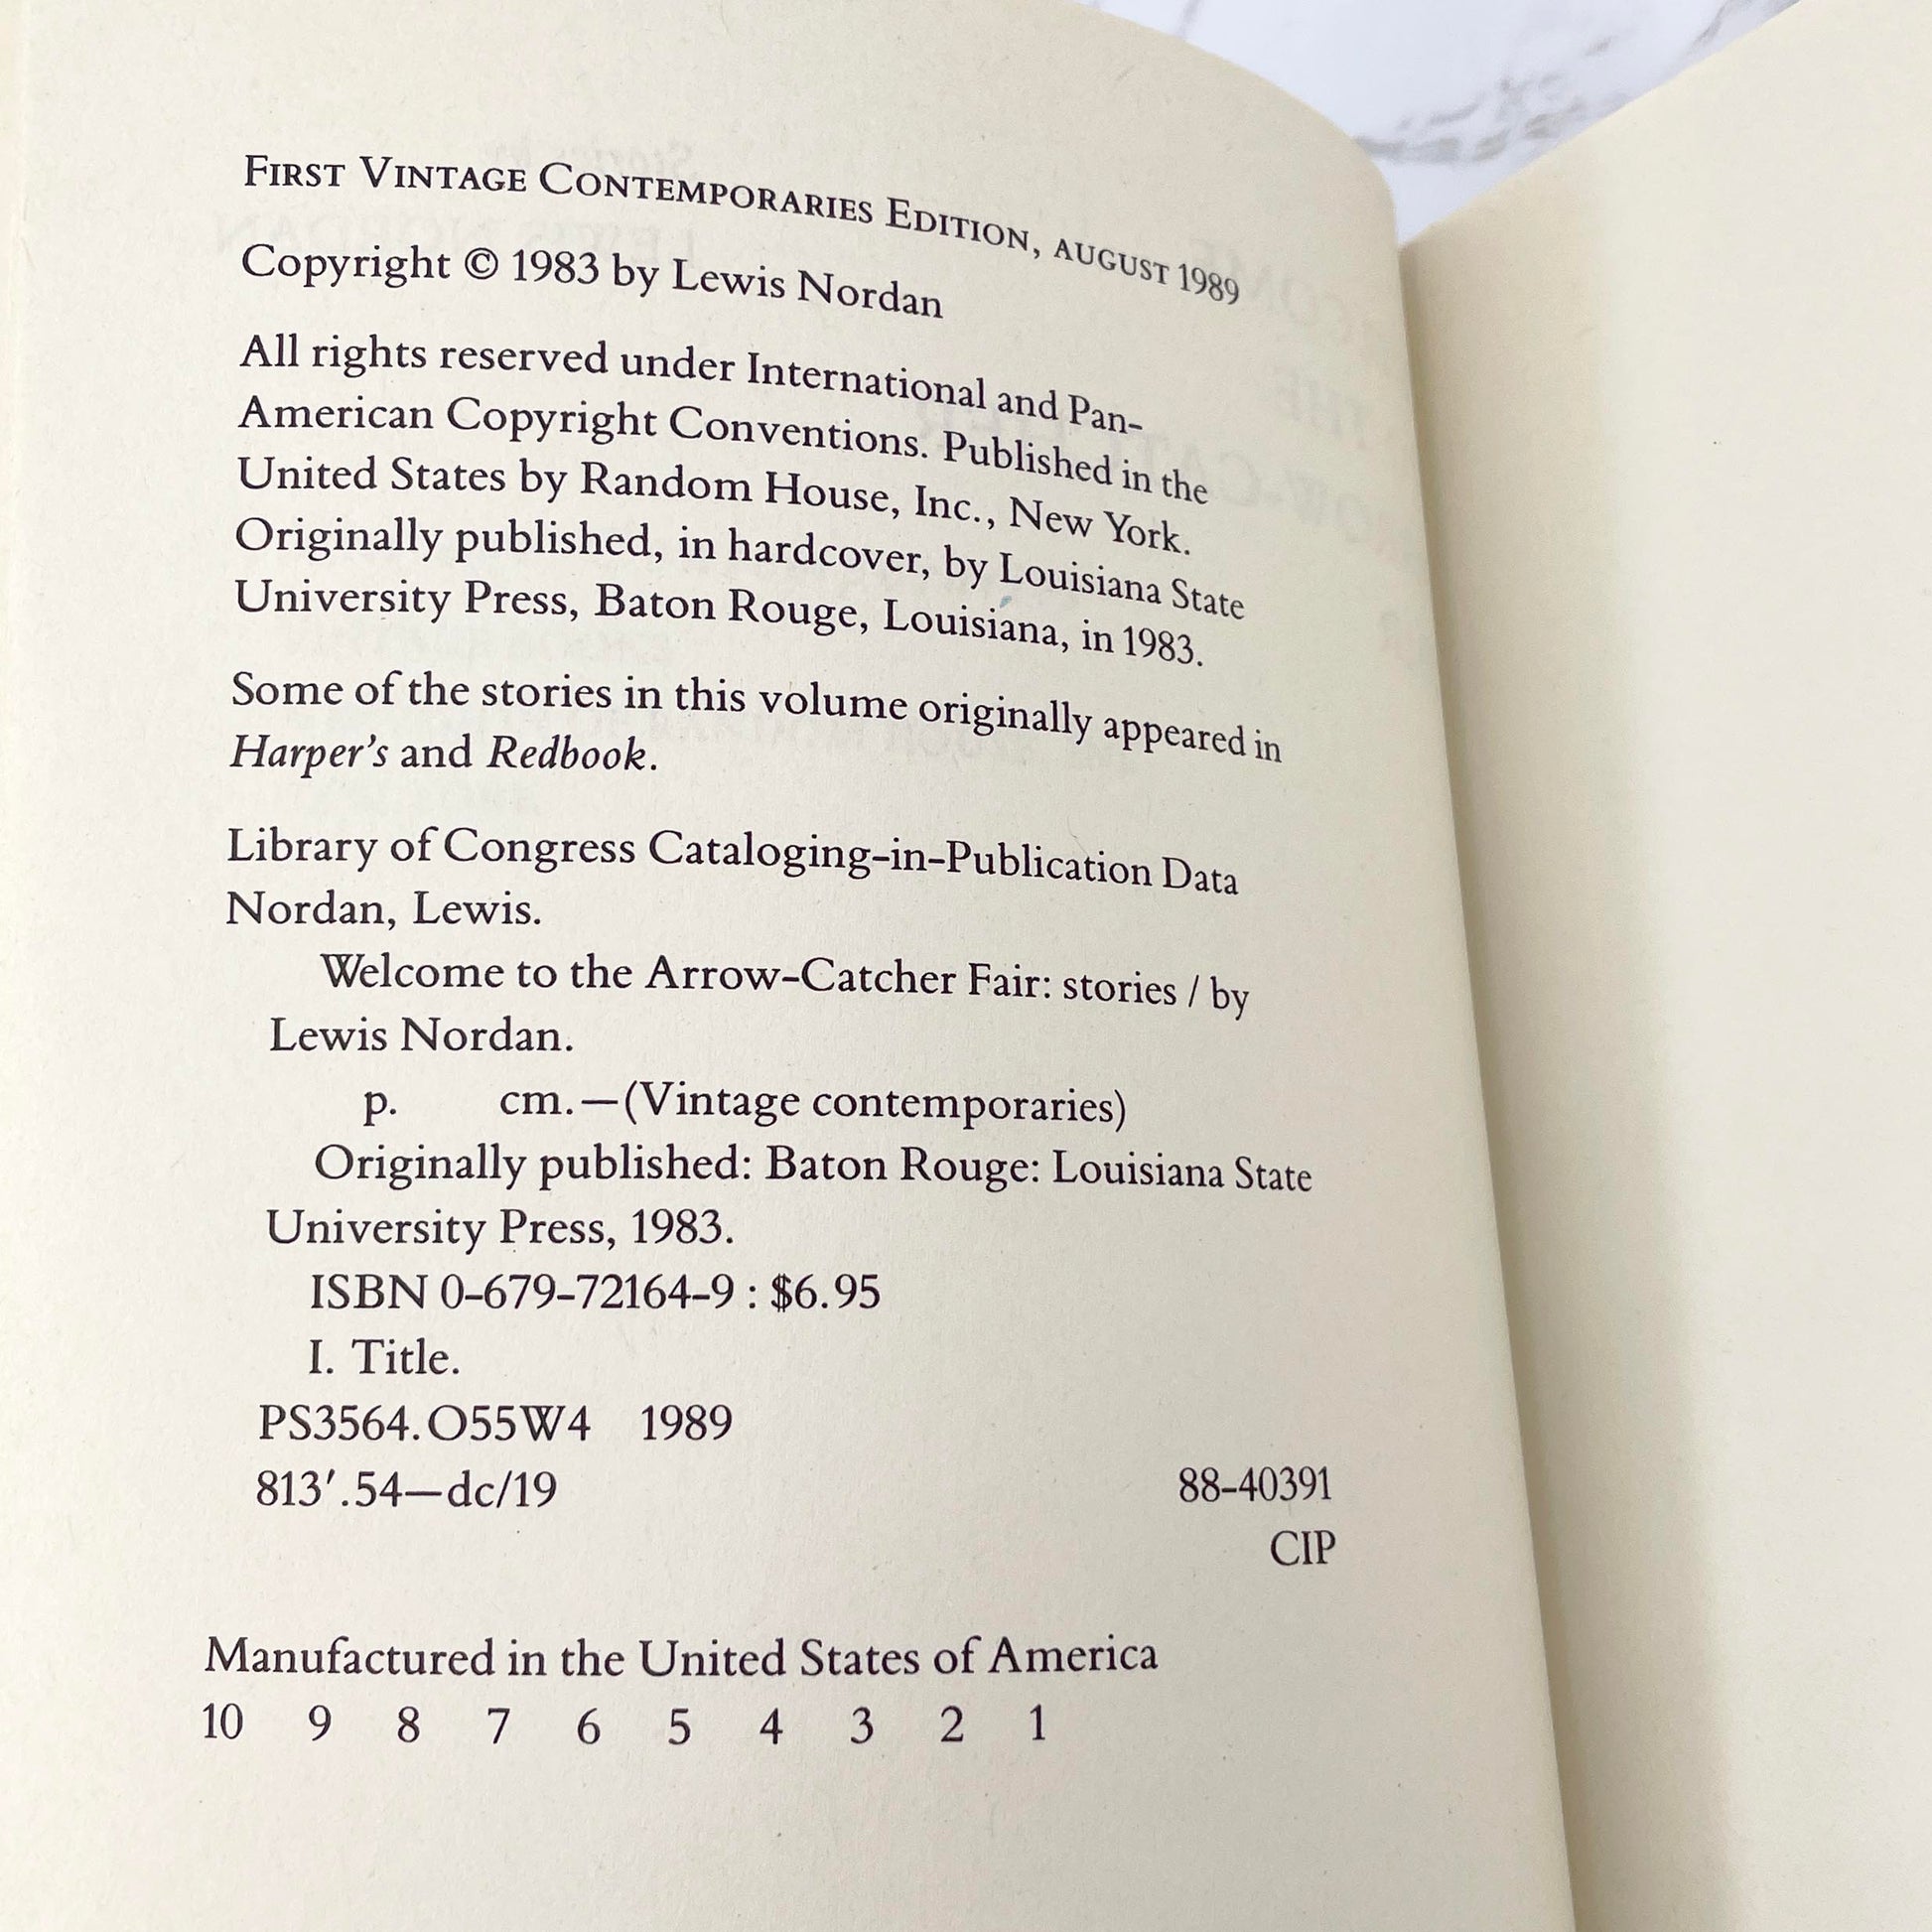 FIRST VINTAGE CONTEMPORARIES EDITION, AUGUST 1989
Copyright © 1983 by Lewis Nordan
All rights reserved under International and Pan-
American Copyright Conventions. Published in the
United States by Random House, Inc., New York.
Originally published, in hardcover, by Louisiana State
University Press, Baton Rouge, Louisiana, in 1983.
Some of the stories in this volume originally appeared in
Harper's and Redbook.
Library of Congress Cataloging-in-Publication Data
Nordan, Lewis.
Welcome to the Arrow-Catcher Fair: stories / by
Lewis Nordan.
p. cm.—(Vintage contemporaries)
Originally published: Baton Rouge: Louisiana State
University Press, 1983.
ISBN 0-679-72164-9 : $6.95
I. Title.
PS3564.O55W4 1989
813′.54—dc/19 88-40391
CIP
Manufactured in the United States of America
10 9 8 7 6 5 4 3 2 1